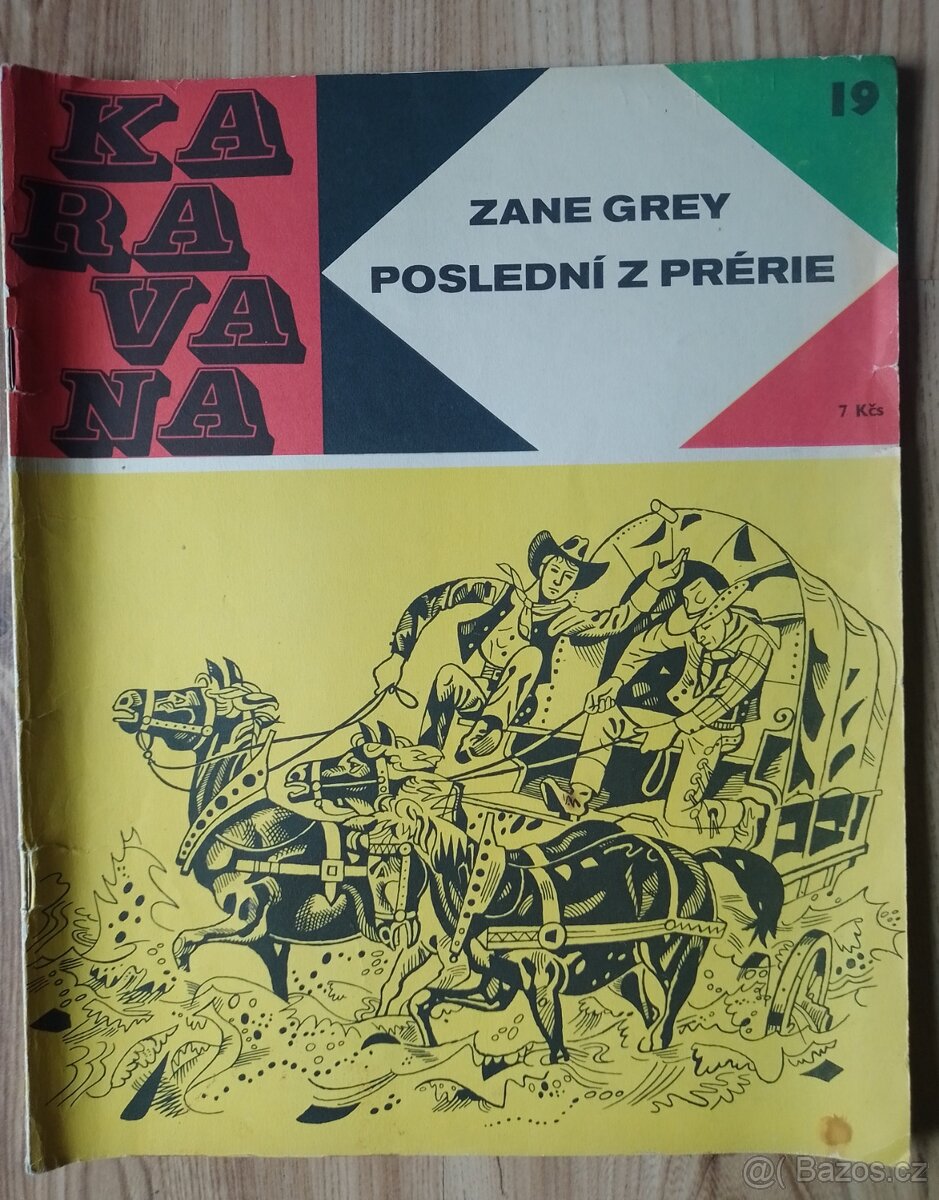 KA
RA
VA
NA
19
ZANE GREY
POSLEDNÍ Z PRÉRIE
7 Kčs
@( Bazos.cz